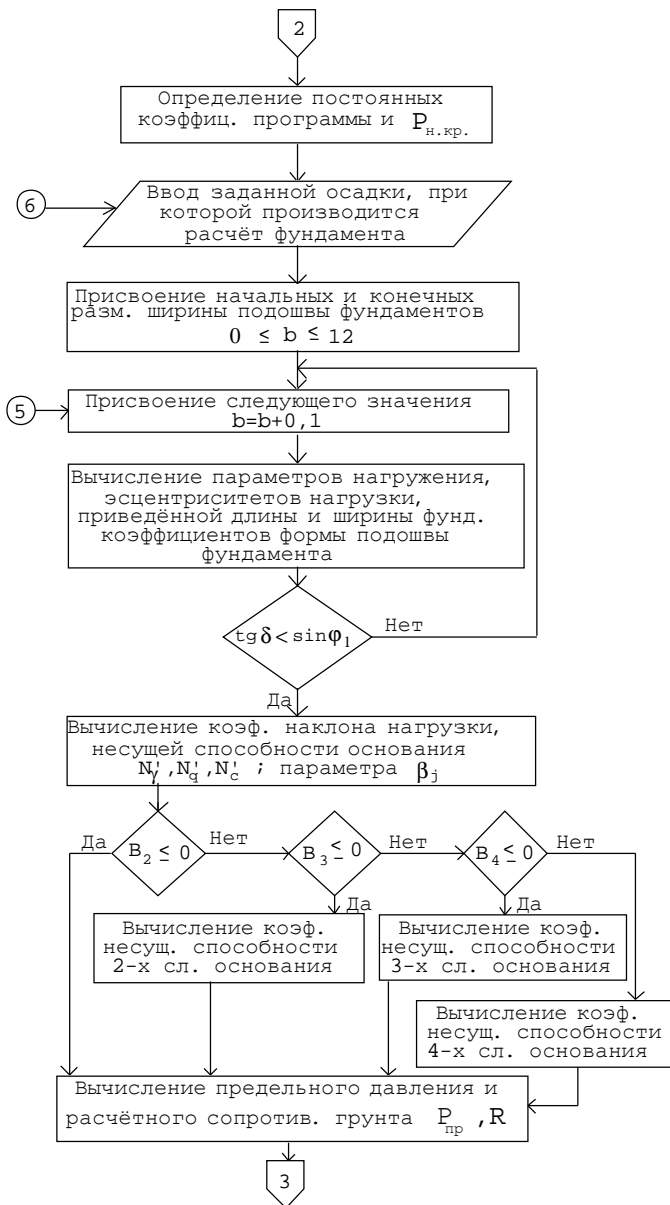 2
Определение постоянных
коэффиц. программы и Pн.кр.
6
Ввод заданной осадки, при
которой производится
расчёт фундамента
Присвоение начальных и конечных
разм. ширины подошвы фундаментов
0 ≤ b ≤ 12
5
Присвоение следующего значения
b=b+0,1
Вычисление параметров нагружения,
эсцентриситетов нагрузки,
приведённой длины и ширины фунд.
коэффициентов формы подошвы
фундамента
tgδ<sinφ1
Нет
Да
Вычисление коэф. наклона нагрузки,
несущей способности основания
Nγ',Nq',Nc' ; параметра βj
Да
B2 ≤ 0
Нет
B3 ≤ 0
Нет
B4 ≤ 0
Нет
Да
Да
Вычисление коэф.
несущ. способности
2-х сл. основания
Вычисление коэф.
несущ. способности
3-х сл. основания
Вычисление коэф.
несущ. способности
4-х сл. основания
Вычисление предельного давления и
расчётного сопротив. грунта Pпр ,R
3